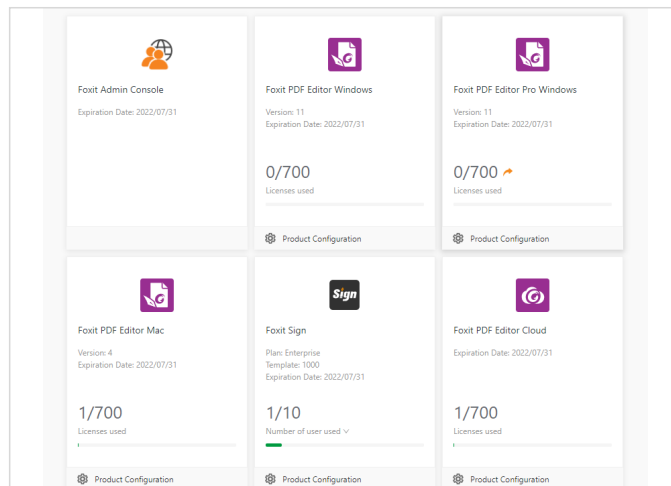 Foxit Admin Console
Expiration Date: 2022/07/31
Foxit PDF Editor Windows
Version: 11
Expiration Date: 2022/07/31
0/700
Licenses used
Product Configuration
Foxit PDF Editor Pro Windows
Version: 11
Expiration Date: 2022/07/31
0/700
Licenses used
Product Configuration
Foxit PDF Editor Mac
Version: 4
Expiration Date: 2022/07/31
1/700
Licenses used
Product Configuration
Sign
Foxit Sign
Plan: Enterprise
Template: 1000
Expiration Date: 2022/07/31
1/10
Number of user used
Product Configuration
Foxit PDF Editor Cloud
Expiration Date: 2022/07/31
1/700
Licenses used
Product Configuration